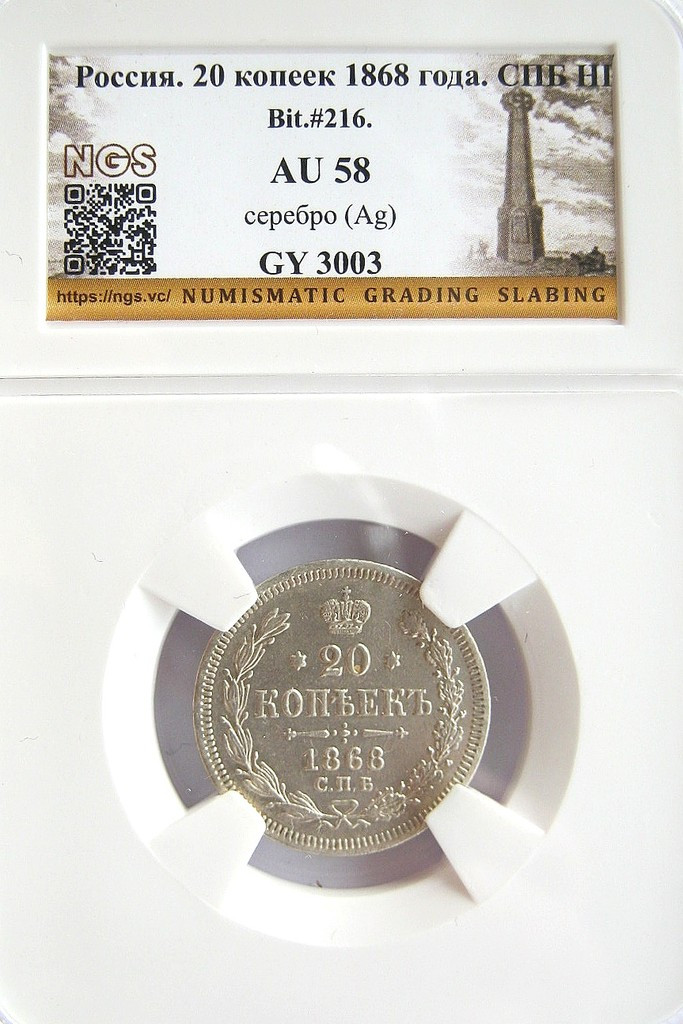 Россия. 20 копеек 1868 года. СПБ HI
Bit.#216.
NGS
AU 58
серебро (Ag)
GY 3003
https://ngs.vc/ NUMISMATIC GRADING SLABING
20
КОПѢЕКЪ
1868
С.П.Б